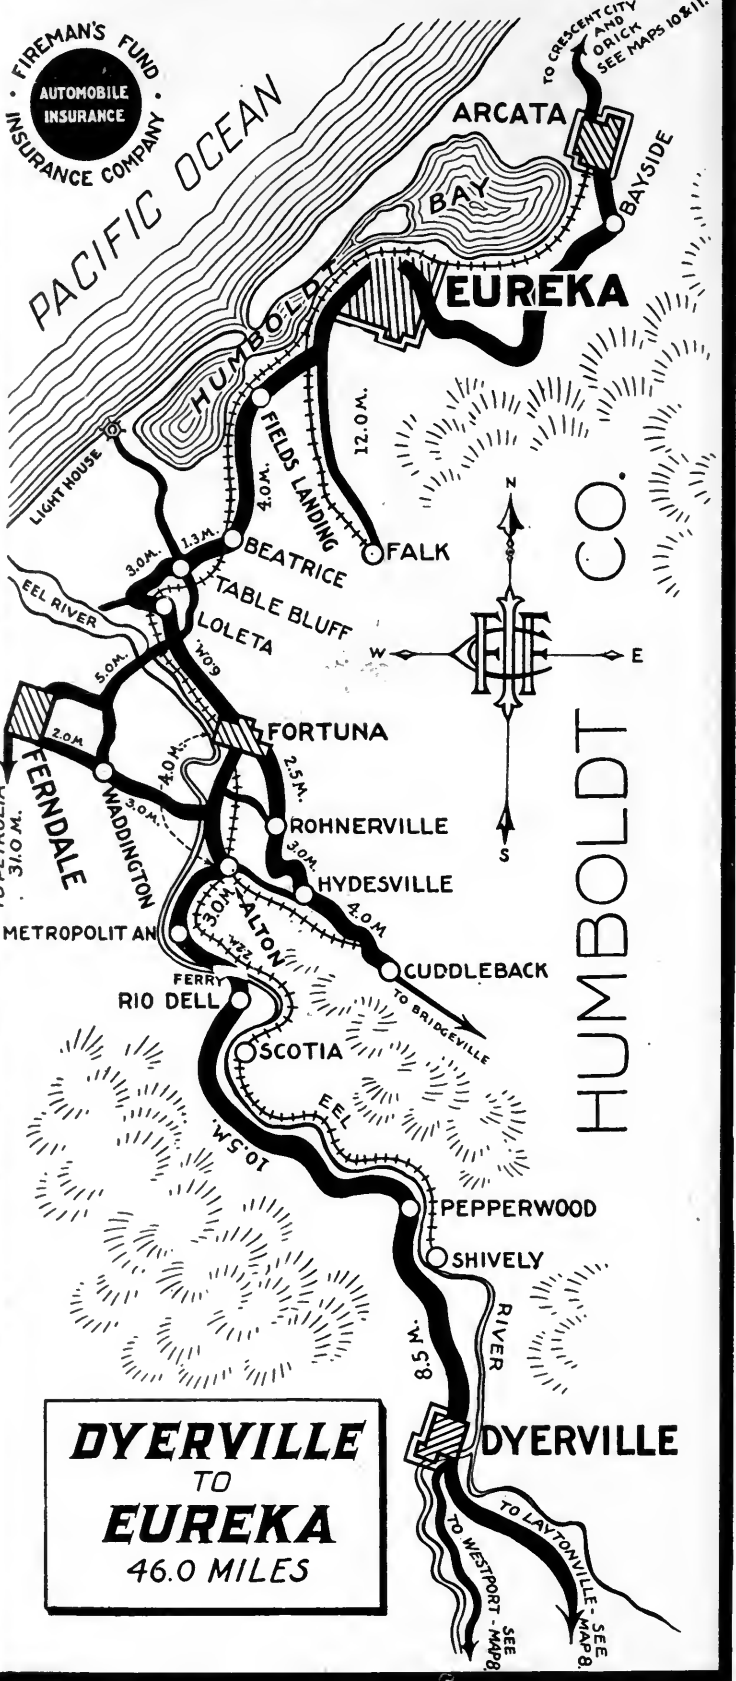 FIREMAN'S FUND
AUTOMOBILE
INSURANCE
INSURANCE COMPANY
TO CRESCENT CITY
AND
ORICK
SEE MAPS 10 & 11.
PACIFIC OCEAN
ARCATA
BAYSIDE
HUMBOLDT BAY
EUREKA
LIGHT HOUSE
FIELDS LANDING
4.0 M.
12.0 M.
FALK
1.3 M.
3.0 M.
BEATRICE
TABLE BLUFF
LOLETA
EEL RIVER
6.0 M.
5.0 M.
N
W
E
S
HUMBOLDT CO.
FORTUNA
2.0 M
4.0 M.
2.5 M.
FERNDALE
WADDINGTON
3.0 M.
31.0 M.
ROHNERVILLE
3.0 M.
HYDESVILLE
4.0 M
ALTON
3.0 M.
METROPOLITAN
CUDDLEBACK
TO BRIDGEVILLE
FERRY
RIO DELL
SCOTIA
EEL
10.5 M.
PEPPERWOOD
SHIVELY
RIVER
8.5 M.
DYERVILLE
DYERVILLE
TO
EUREKA
46.0 MILES
TO WESTPORT - SEE MAP 8.
TO LAYTONVILLE - SEE MAP 8.